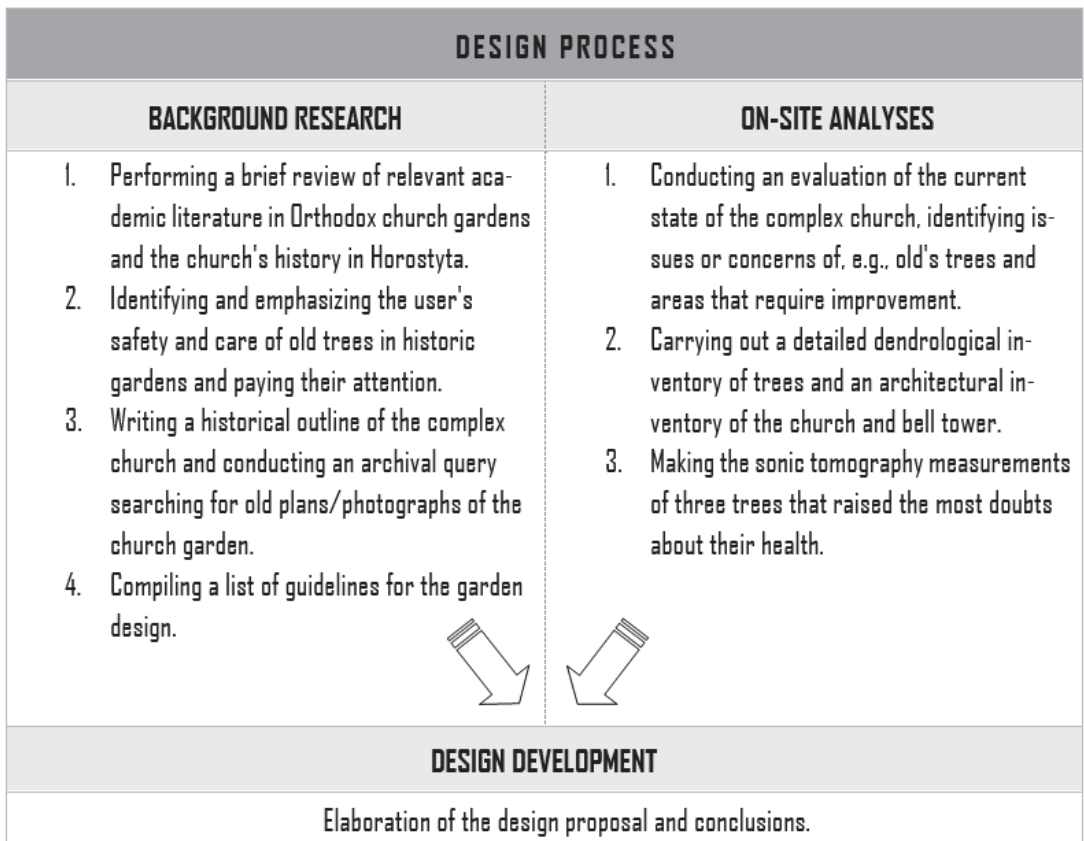 DESIGN PROCESS
BACKGROUND RESEARCH
1. Performing a brief review of relevant aca-
demic literature in Orthodox church gardens
and the church's history in Horostyta.
2. Identifying and emphasizing the user's
safety and care of old trees in historic
gardens and paying their attention.
3. Writing a historical outline of the complex
church and conducting an archival query
searching for old plans/photographs of the
church garden.
4. Compiling a list of guidelines for the garden
design.
ON-SITE ANALYSES
1. Conducting an evaluation of the current
state of the complex church, identifying is-
sues or concerns of, e.g., old's trees and
areas that require improvement.
2. Carrying out a detailed dendrological in-
ventory of trees and an architectural in-
ventory of the church and bell tower.
3. Making the sonic tomography measurements
of three trees that raised the most doubts
about their health.
DESIGN DEVELOPMENT
Elaboration of the design proposal and conclusions.